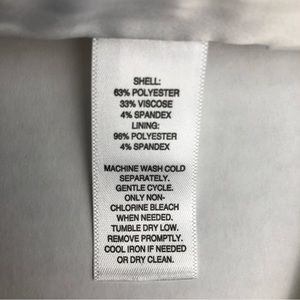 SHELL:
63% POLYESTER
33% VISCOSE
4% SPANDEX
LINING:
96% POLYESTER
4% SPANDEX
MACHINE WASH COLD
SEPARATELY.
GENTLE CYCLE.
ONLY NON-
CHLORINE BLEACH
WHEN NEEDED.
TUMBLE DRY LOW.
REMOVE PROMPTLY.
COOL IRON IF NEEDED
OR DRY CLEAN.